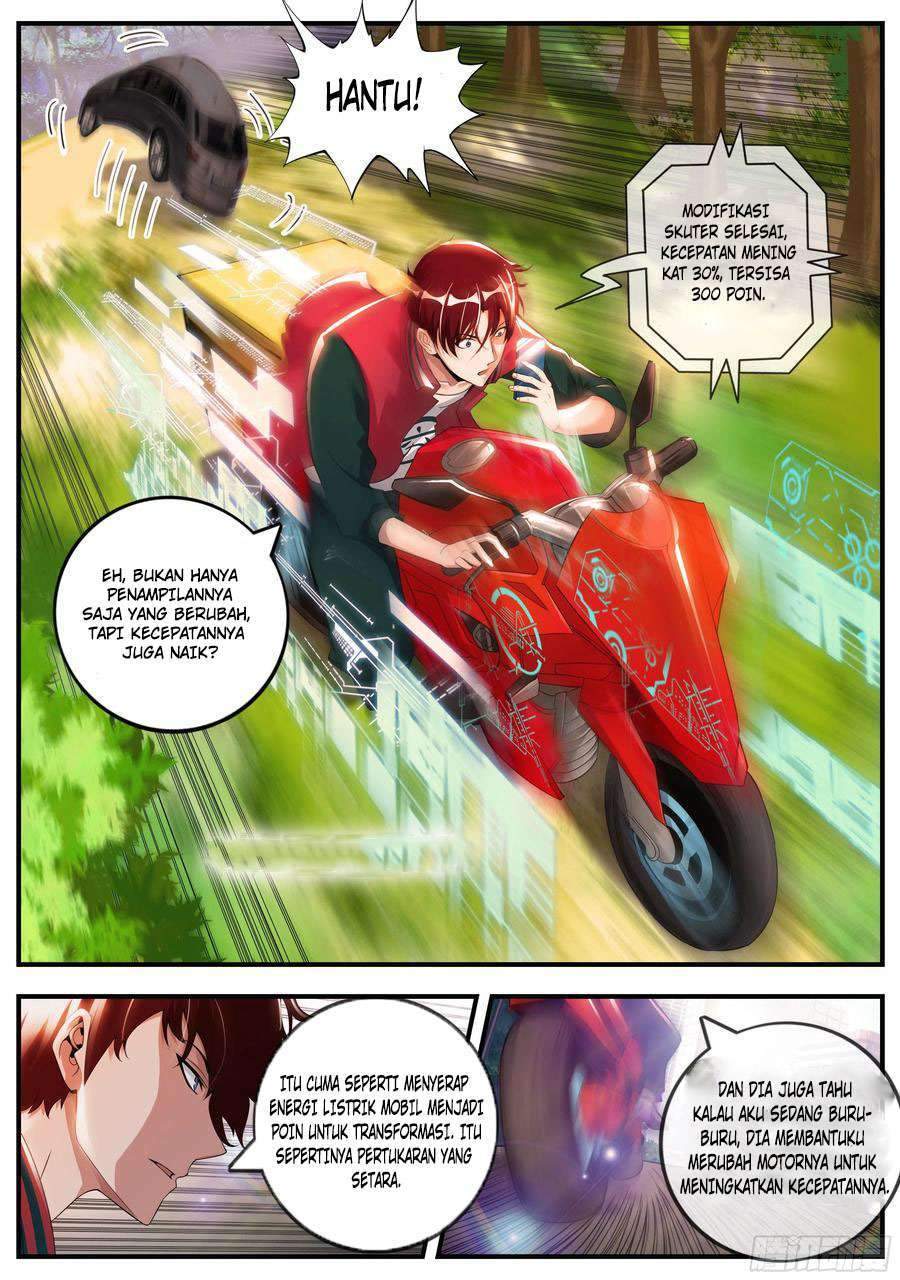 HANTU!
MODIFIKASI
SKUTER SELESAI,
KECEPATAN MENING
KAT 30%, TERSISA
300 POIN.
EH, BUKAN HANYA
PENAMPILANNYA
SAJA YANG BERUBAH,
TAPI KECEPATANNYA
JUGA NAIK?
ITU CUMA SEPERTI MENYERAP
ENERGI LISTRIK MOBIL MENJADI
POIN UNTUK TRANSFORMASI. ITU
SEPERTINYA PERTUKARAN YANG
SETARA.
DAN DIA JUGA TAHU
KALAU AKU SEDANG BURU-
BURU, DIA MEMBANTUKU
MERUBAH MOTORNYA UNTUK
MENINGKATKAN KECEPATANNYA.